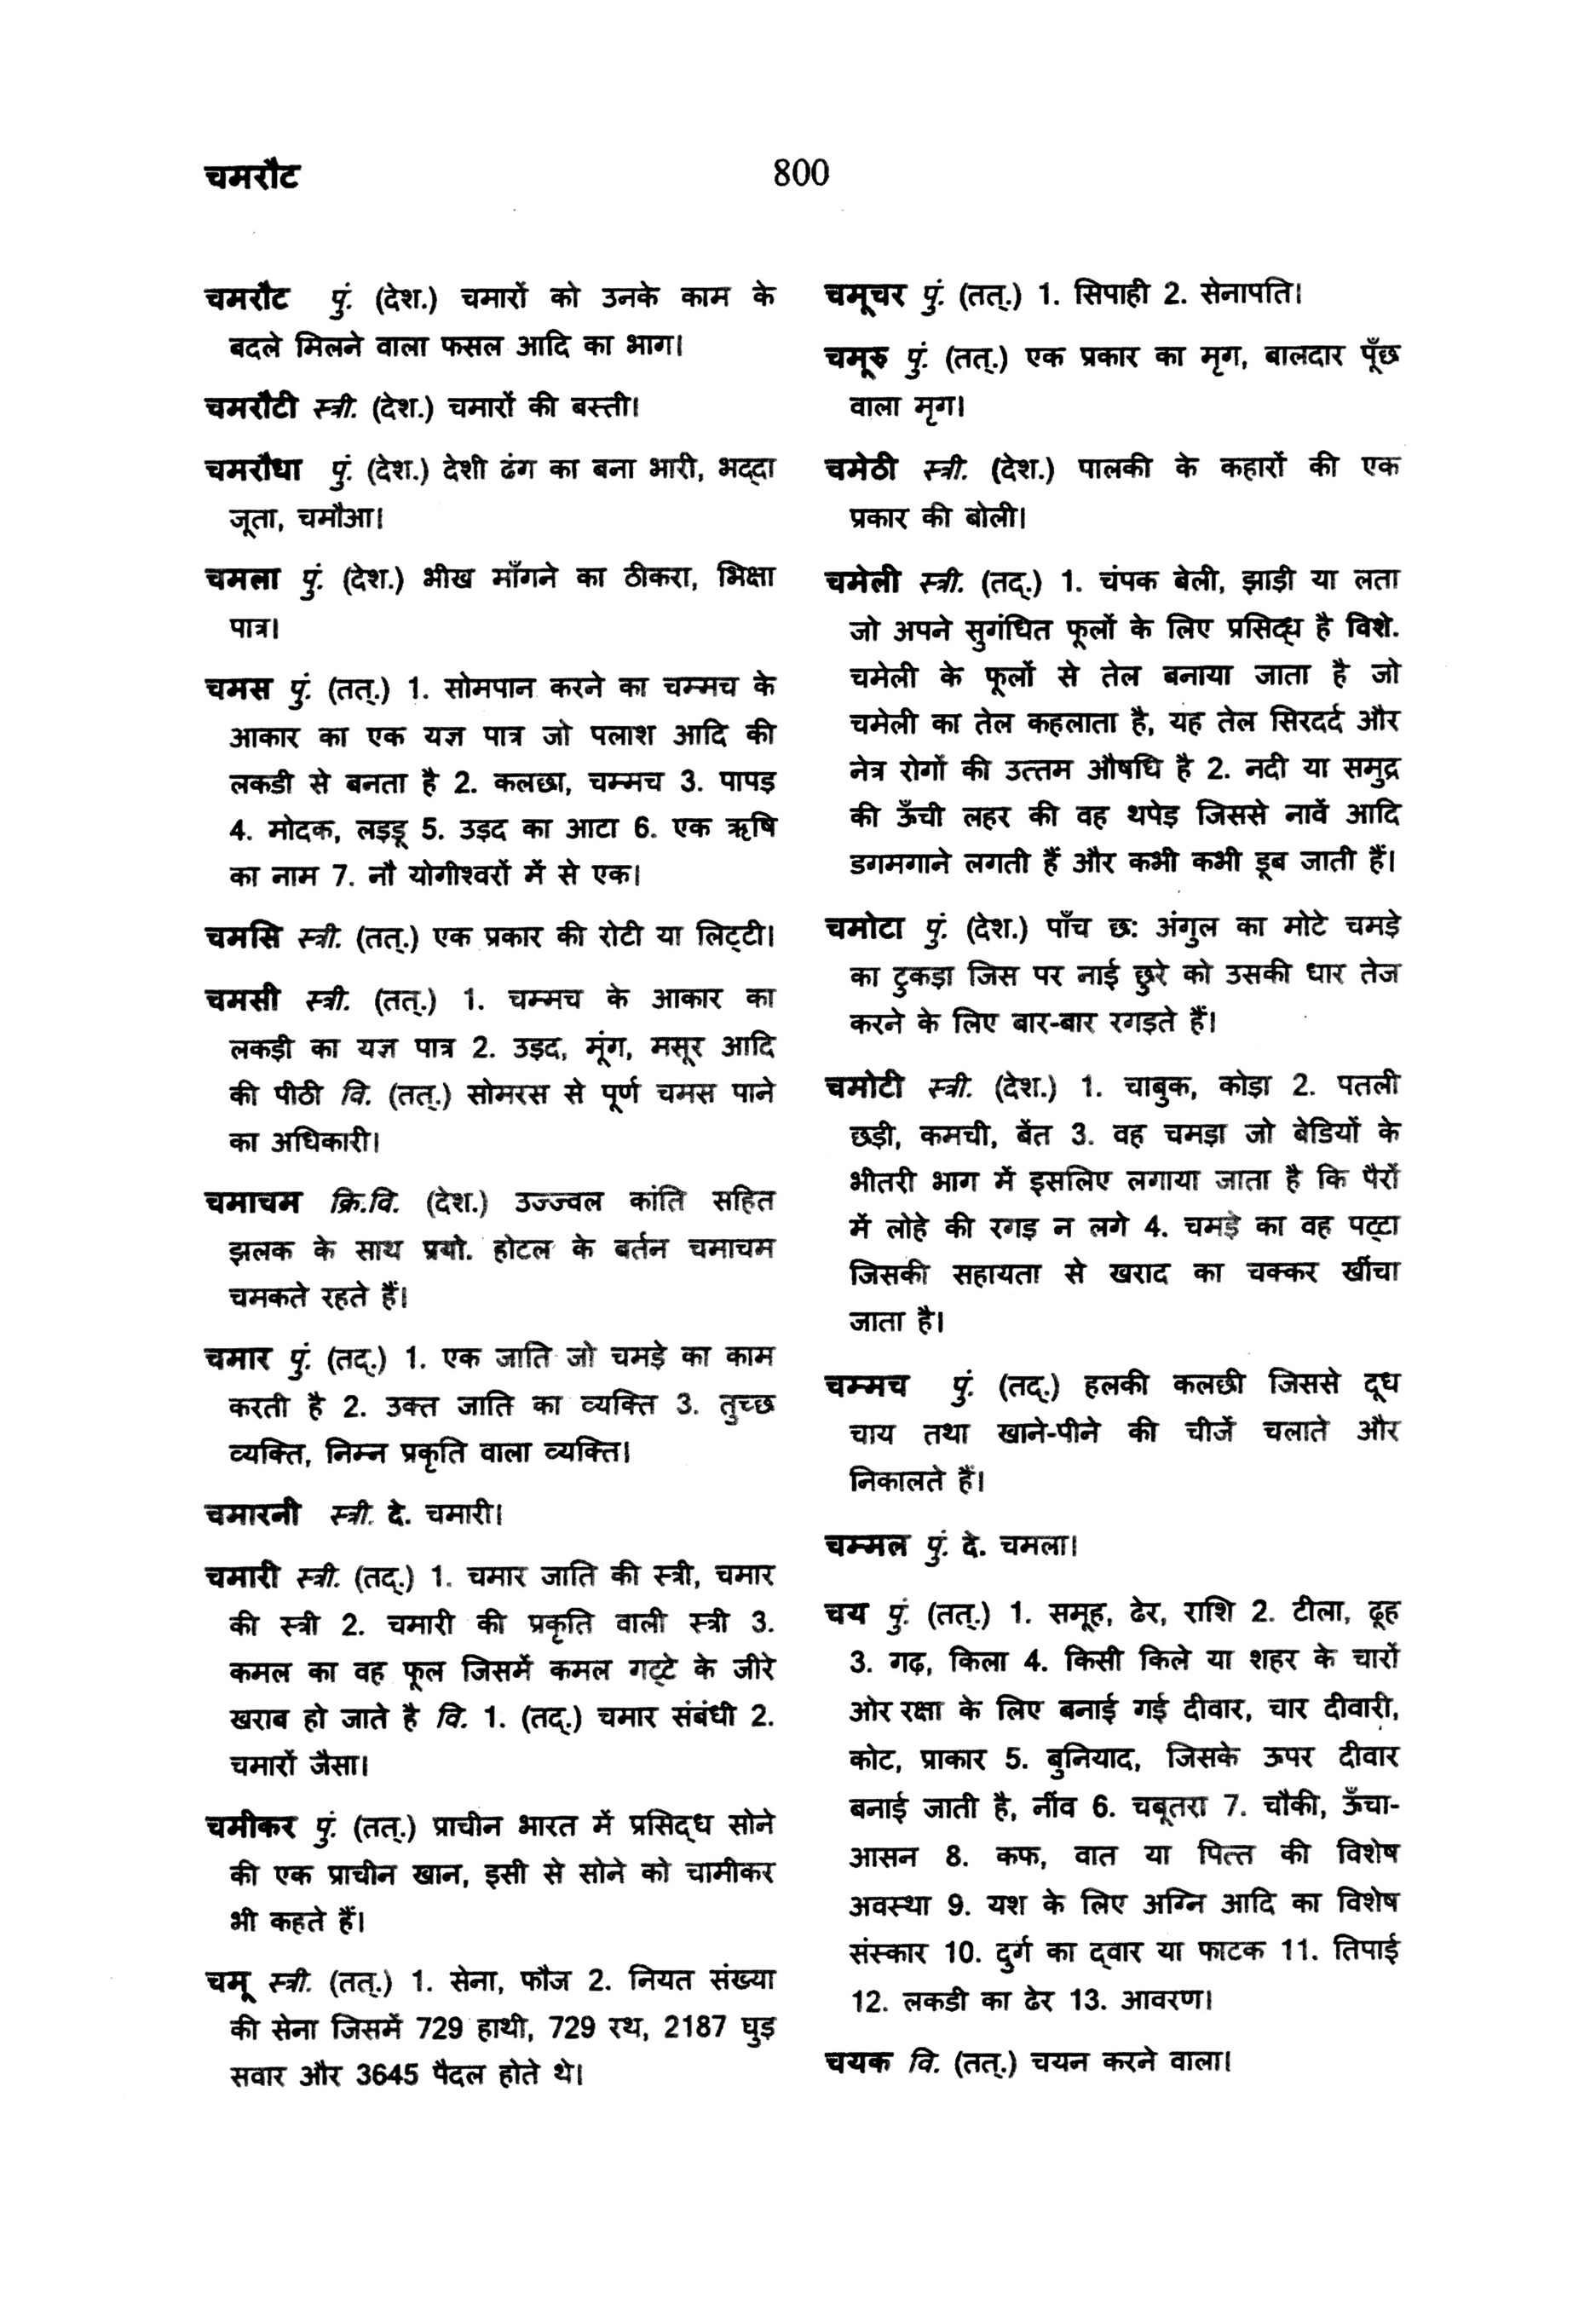 चमरौट
800
चमरौट पुं. (देश.) चमारों को उनके काम के
बदले मिलने वाला फसल आदि का भाग।
चमरौटी स्त्री. (देश.) चमारों की बस्ती।
चमरौधा पुं. (देश.) देशी ढंग का बना भारी, भद्दा
जूता, चमौआ।
चमला पुं. (देश.) भीख माँगने का ठीकरा, भिक्षा
पात्र।
चमस पुं. (तत्.) 1. सोमपान करने का चम्मच के
आकार का एक यज्ञ पात्र जो पलाश आदि की
लकडी से बनता है 2. कलछा, चम्मच 3. पापड़
4. मोदक, लड्डू 5. उड़द का आटा 6. एक ऋषि
का नाम 7. नौ योगीश्वरों में से एक।
चमसि स्त्री. (तत्.) एक प्रकार की रोटी या लिट्टी।
चमसी स्त्री. (तत्.) 1. चम्मच के आकार का
लकड़ी का यज्ञ पात्र 2. उड़द, मूंग, मसूर आदि
की पीठी वि. (तत्.) सोमरस से पूर्ण चमस पाने
का अधिकारी।
चमाचम क्रि.वि. (देश.) उज्ज्वल कांति सहित
झलक के साथ प्रयो. होटल के बर्तन चमाचम
चमकते रहते हैं।
चमार पुं. (तद्.) 1. एक जाति जो चमड़े का काम
करती है 2. उक्त जाति का व्यक्ति 3. तुच्छ
व्यक्ति, निम्न प्रकृति वाला व्यक्ति।
चमारनी स्त्री. दे. चमारी।
चमारी स्त्री. (तद्.) 1. चमार जाति की स्त्री, चमार
की स्त्री 2. चमारी की प्रकृति वाली स्त्री 3.
कमल का वह फूल जिसमें कमल गट्टे के जीरे
खराब हो जाते है वि. 1. (तद्.) चमार संबंधी 2.
चमारों जैसा।
चमीकर पुं. (तत्.) प्राचीन भारत में प्रसिद्ध सोने
की एक प्राचीन खान, इसी से सोने को चामीकर
भी कहते हैं।
चमू स्त्री. (तत्.) 1. सेना, फौज 2. नियत संख्या
की सेना जिसमें 729 हाथी, 729 रथ, 2187 घुड़
सवार और 3645 पैदल होते थे।
चमूचर पुं. (तत्.) 1. सिपाही 2. सेनापति।
चमूरु पुं. (तत्.) एक प्रकार का मृग, बालदार पूँछ
वाला मृग।
चमेठी स्त्री. (देश.) पालकी के कहारों की एक
प्रकार की बोली।
चमेली स्त्री. (तद्.) 1. चंपक बेली, झाड़ी या लता
जो अपने सुगंधित फूलों के लिए प्रसिद्ध है विशे.
चमेली के फूलों से तेल बनाया जाता है जो
चमेली का तेल कहलाता है, यह तेल सिरदर्द और
नेत्र रोगों की उत्तम औषधि है 2. नदी या समुद्र
की ऊँची लहर की वह थपेड़ जिससे नावें आदि
डगमगाने लगती हैं और कभी कभी डूब जाती हैं।
चमोटा पुं. (देश.) पाँच छ: अंगुल का मोटे चमड़े
का टुकड़ा जिस पर नाई छुरे को उसकी धार तेज
करने के लिए बार-बार रगड़ते हैं।
चमोटी स्त्री. (देश.) 1. चाबुक, कोड़ा 2. पतली
छड़ी, कमची, बेंत 3. वह चमड़ा जो बेडियों के
भीतरी भाग में इसलिए लगाया जाता है कि पैरों
में लोहे की रगड़ न लगे 4. चमड़े का वह पट्टा
जिसकी सहायता से खराद का चक्कर खींचा
जाता है।
चम्मच पुं. (तद्.) हलकी कलछी जिससे दूध
चाय तथा खाने-पीने की चीजें चलाते और
निकालते हैं।
चम्मल पुं. दे. चमला।
चय पुं. (तत्.) 1. समूह, ढेर, राशि 2. टीला, ढूह
3. गढ़, किला 4. किसी किले या शहर के चारों
ओर रक्षा के लिए बनाई गई दीवार, चार दीवारी,
कोट, प्राकार 5. बुनियाद, जिसके ऊपर दीवार
बनाई जाती है, नींव 6. चबूतरा 7. चौकी, ऊँचा-
आसन 8. कफ, वात या पित्त की विशेष
अवस्था 9. यश के लिए अग्नि आदि का विशेष
संस्कार 10. दुर्ग का द्वार या फाटक 11. तिपाई
12. लकडी का ढेर 13. आवरण।
चयक वि. (तत्.) चयन करने वाला।